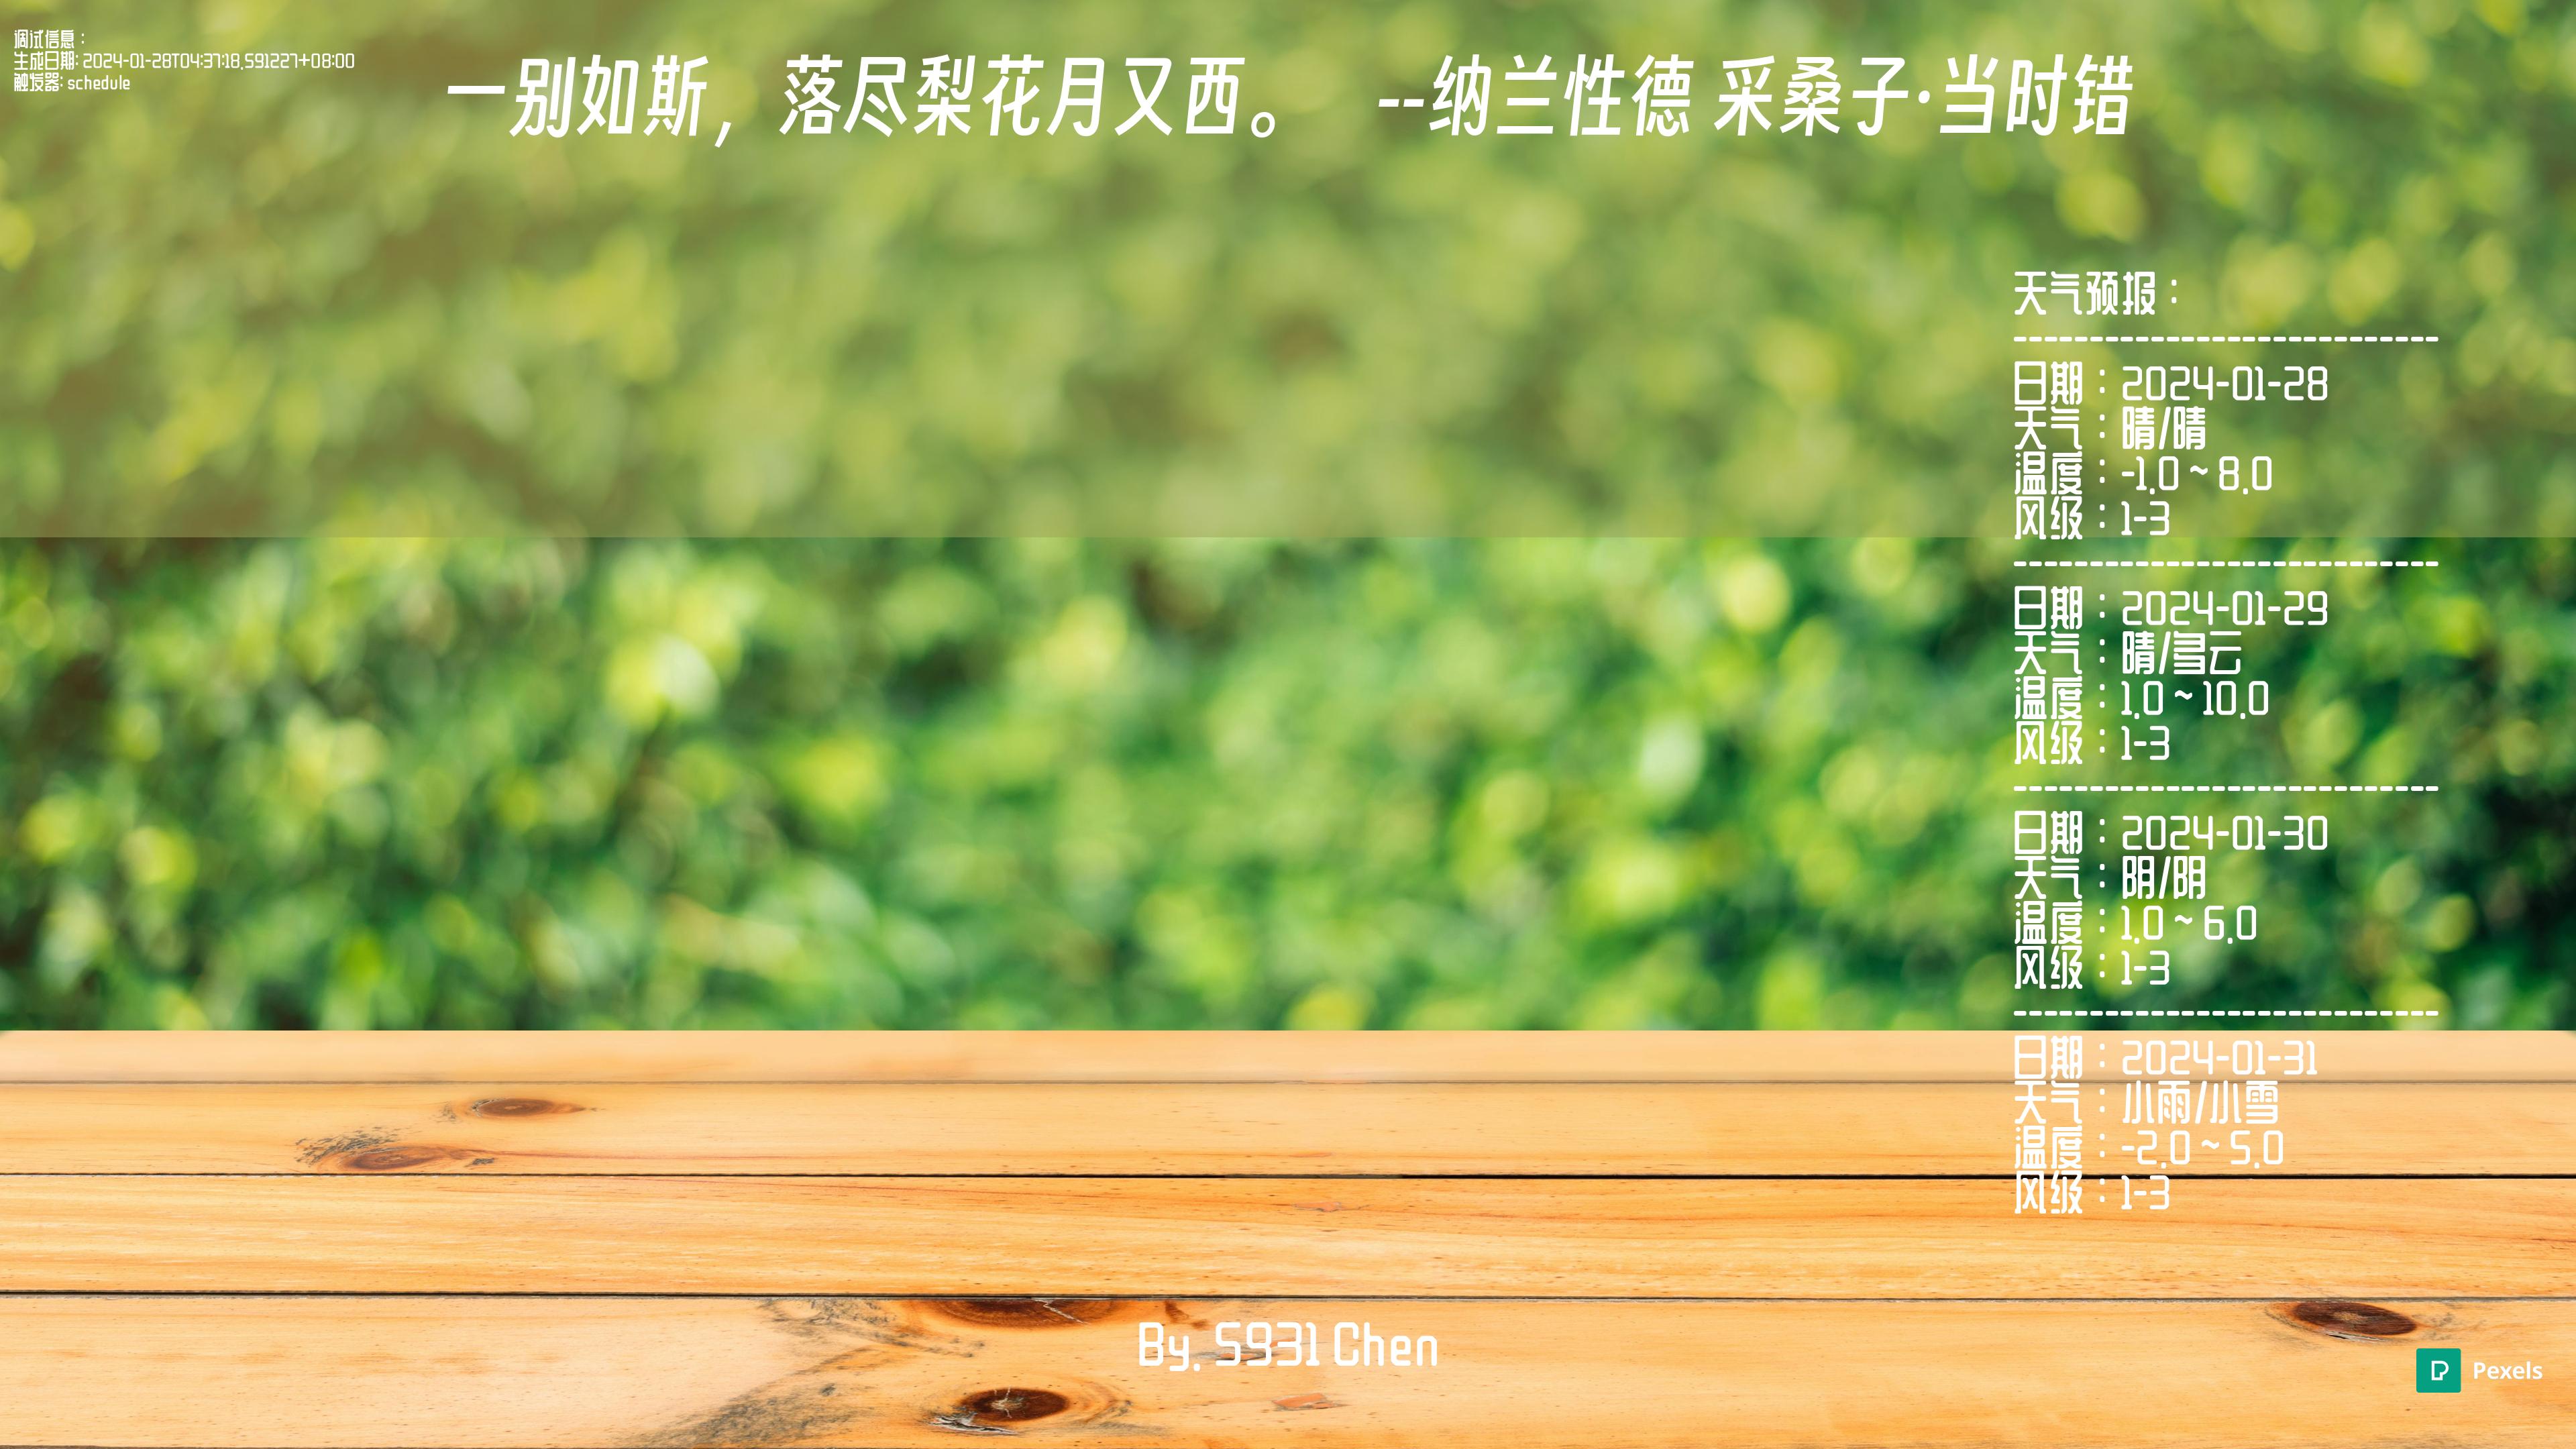 调试信息：
生成日期: 2024-01-28T04:37:18.591227+08:00
触发器: schedule
一别如斯，落尽梨花月又西。 --纳兰性德 采桑子·当时错
天气预报：
----------------------------
日期：2024-01-28
天气：晴/晴
温度：-1.0 ~ 8.0
风级：1-3
----------------------------
日期：2024-01-29
天气：晴/多云
温度：1.0 ~ 10.0
风级：1-3
----------------------------
日期：2024-01-30
天气：阴/阴
温度：1.0 ~ 6.0
风级：1-3
----------------------------
日期：2024-01-31
天气：小雨/小雪
温度：-2.0 ~ 5.0
风级：1-3
By. S931 Chen
Pexels